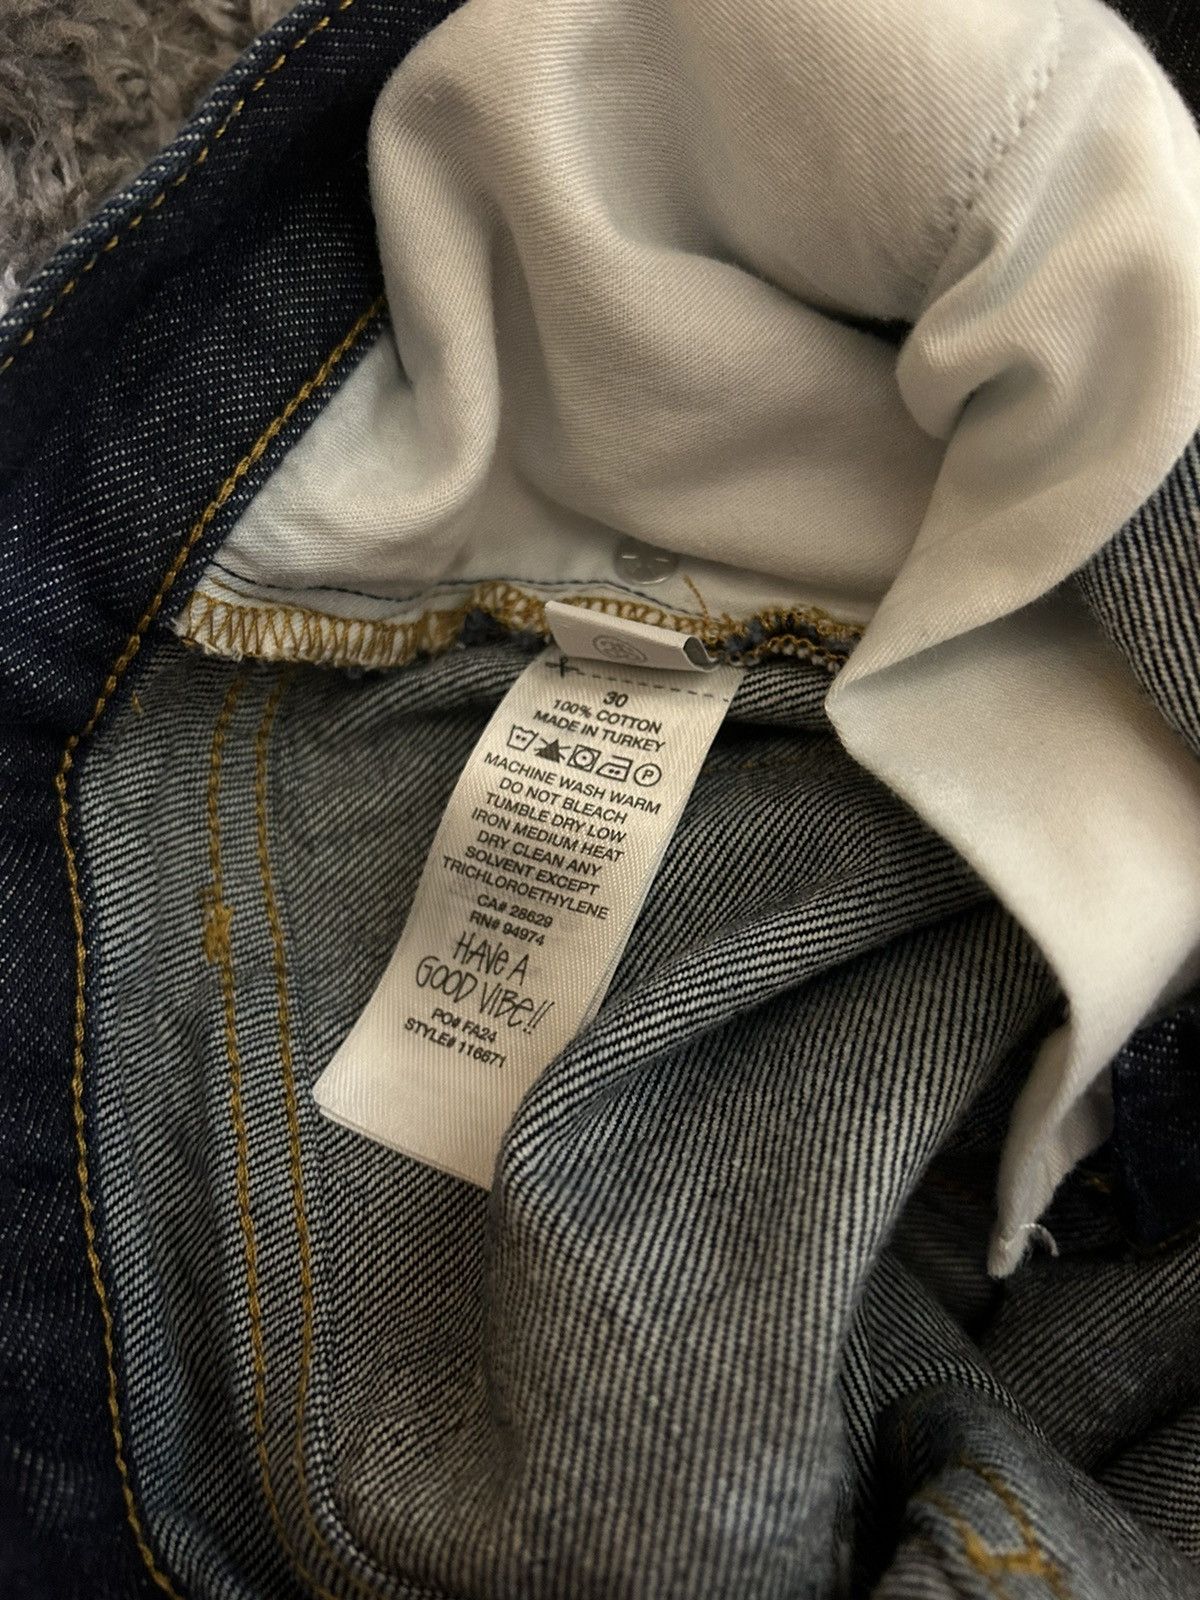 30
100% COTTON
MADE IN TURKEY
P
MACHINE WASH WARM
DO NOT BLEACH
TUMBLE DRY LOW
IRON MEDIUM HEAT
DRY CLEAN ANY
SOLVENT EXCEPT
TRICHLOROETHYLENE
CA# 28629
RN# 94974
HAVE A
GOOD VIBE!!
PO# FA24
STYLE# 116671